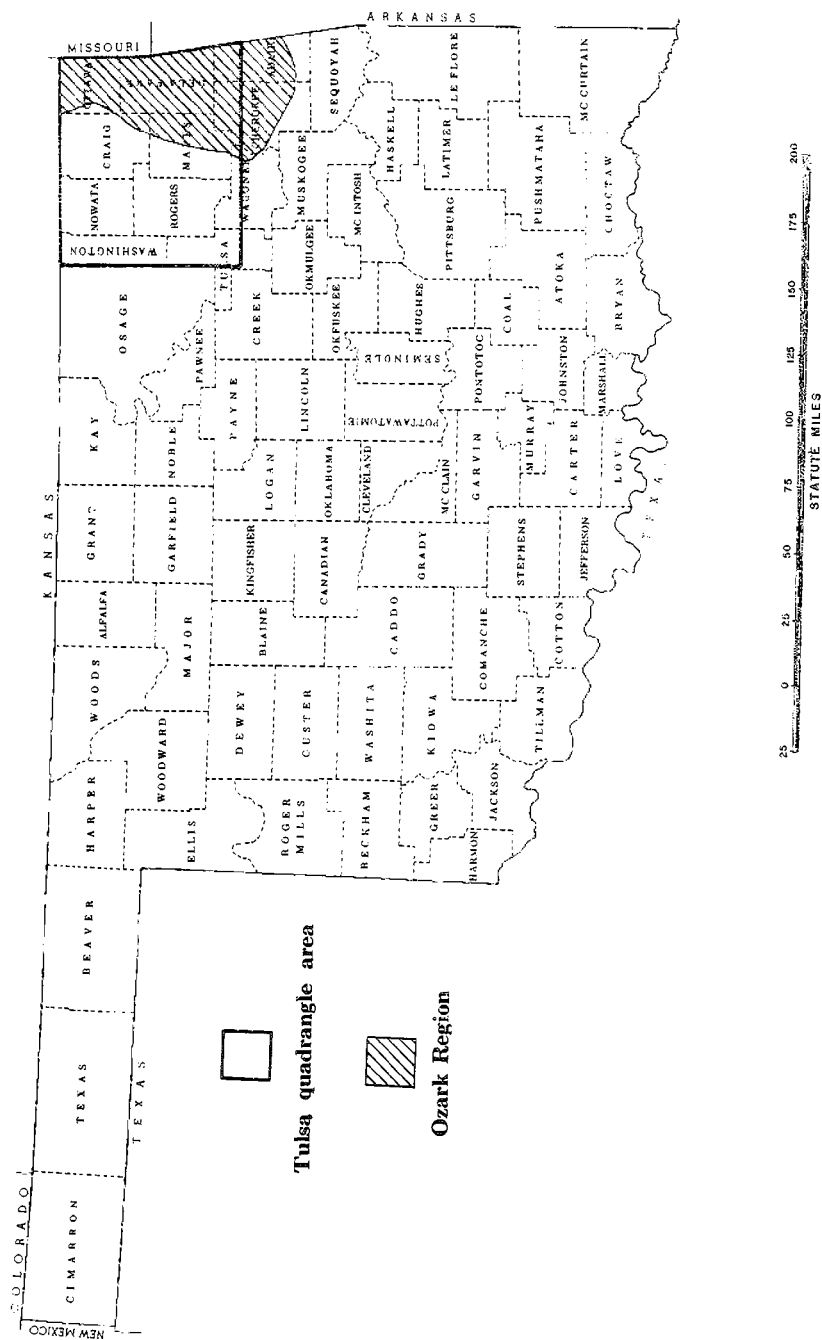 COLORADO
KANSAS
MISSOURI
ARKANSAS
NEW MEXICO
CIMARRON
TEXAS
BEAVER
HARPER
WOODS
ALFALFA
GRANT
KAY
OSAGE
WASHINGTON
NOWATA
CRAIG
OTTAWA
TEXAS
ELLIS
WOODWARD
MAJOR
GARFIELD
NOBLE
PAWNEE
TULSA
ROGERS
MAYES
DELAWARE
ROGER
MILLS
DEWEY
BLAINE
KINGFISHER
LOGAN
PAYNE
CREEK
WAGONER
CHEROKEE
ADAIR
CUSTER
CANADIAN
OKLAHOMA
LINCOLN
OKFUSKEE
OKMULGEE
MUSKOGEE
MC INTOSH
SEQUOYAH
BECKHAM
WASHITA
CADDO
GRADY
CLEVELAND
MC CLAIN
POTTAWATOMIE
SEMINOLE
HUGHES
HASKELL
GREER
KIOWA
COMANCHE
GARVIN
PONTOTOC
PITTSBURG
LATIMER
LE FLORE
HARMON
JACKSON
TILLMAN
COTTON
STEPHENS
MURRAY
COAL
ATOKA
PUSHMATAHA
MC CURTAIN
JEFFERSON
CARTER
JOHNSTON
LOVE
MARSHALL
BRYAN
CHOCTAW
TEXAS
Tulsa quadrangle area
Ozark Region
25 0 25 50 75 100 125 150 175 200
STATUTE MILES